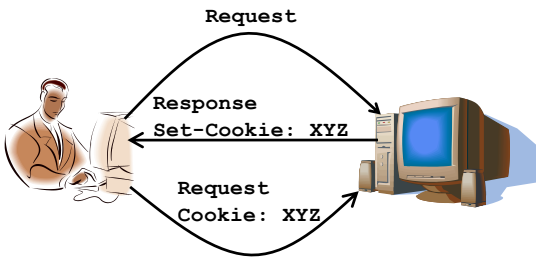 Request
Response
Set-Cookie: XYZ
Request
Cookie: XYZ